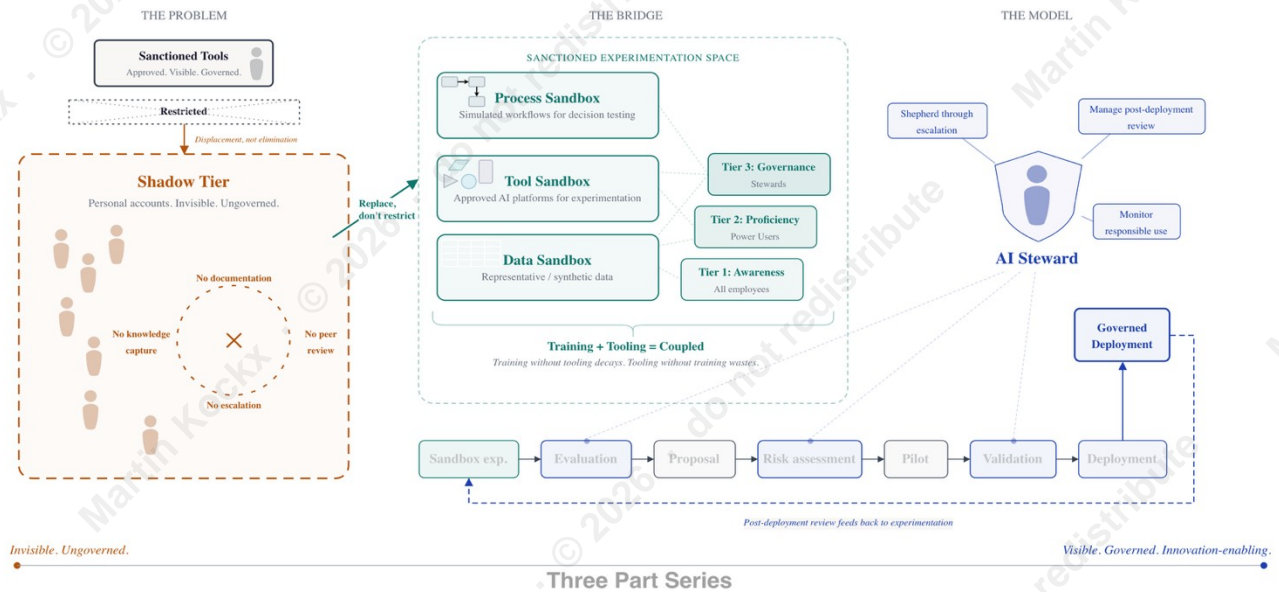 THE PROBLEM
Sanctioned Tools
Approved. Visible. Governed.
Restricted
Displacement, not elimination
Shadow Tier
Personal accounts. Invisible. Ungoverned.
No documentation
No knowledge
capture
No peer
review
No escalation
Replace,
don't restrict
THE BRIDGE
SANCTIONED EXPERIMENTATION SPACE
Process Sandbox
Simulated workflows for decision testing
Tool Sandbox
Approved AI platforms for experimentation
Data Sandbox
Representative / synthetic data
Tier 3: Governance
Stewards
Tier 2: Proficiency
Power Users
Tier 1: Awareness
All employees
Training + Tooling = Coupled
Training without tooling decays. Tooling without training wastes.
THE MODEL
Shepherd through
escalation
Manage post-deployment
review
Monitor
responsible use
AI Steward
Governed
Deployment
Sandbox exp.
Evaluation
Proposal
Risk assessment
Pilot
Validation
Deployment
Post-deployment review feeds back to experimentation
Invisible. Ungoverned.
Visible. Governed. Innovation-enabling.
Three Part Series
Martin Kockx · © 2026 · do not redistribute